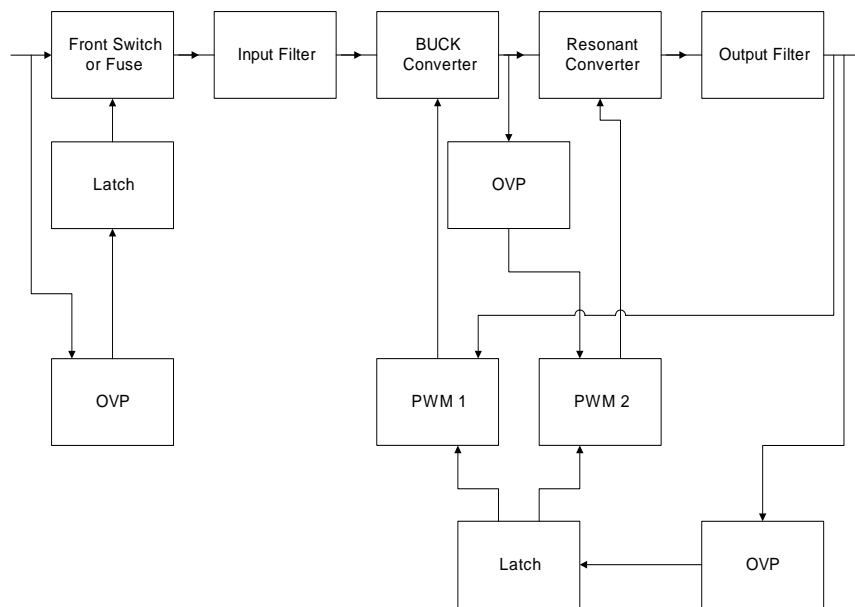 Front Switch
or Fuse
Input Filter
BUCK
Converter
Resonant
Converter
Output Filter
Latch
OVP
OVP
PWM 1
PWM 2
Latch
OVP